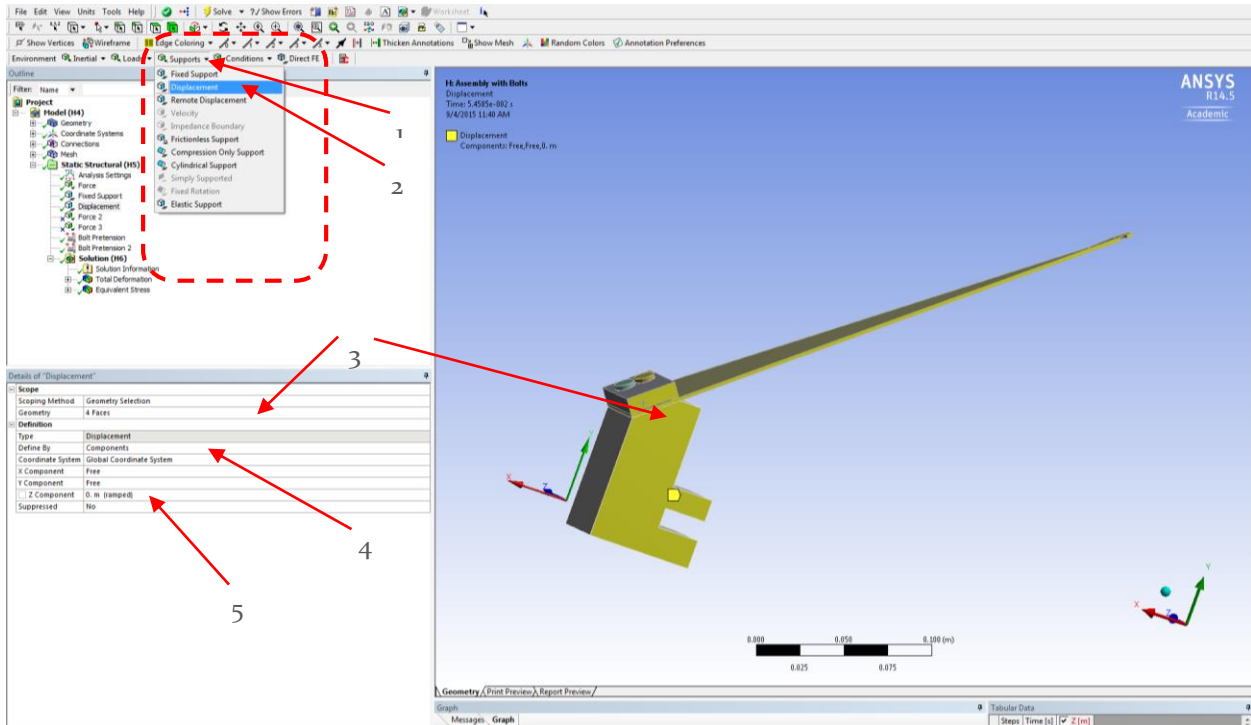 File Edit View Units Tools Help Solve ?/ Show Errors A Worksheet
Show Vertices Wireframe Edge Coloring Thicken Annotations Show Mesh Random Colors Annotation Preferences
Environment Inertial Loads Supports Conditions Direct FE
Outline
Filter: Name
Project
Model (H4)
Geometry
Coordinate Systems
Connections
Mesh
Static Structural (H5)
Analysis Settings
Force
Fixed Support
Displacement
Force 2
Force 3
Bolt Pretension
Bolt Pretension 2
Solution (H6)
Solution Information
Total Deformation
Equivalent Stress
Fixed Support
Displacement
Remote Displacement
Velocity
Impedance Boundary
Frictionless Support
Compression Only Support
Cylindrical Support
Simply Supported
Fixed Rotation
Elastic Support
1
2
3
4
5
H: Assembly with Bolts
Displacement
Time: 5.4585e-002 s
9/4/2015 11:40 AM
Displacement
Components: Free,Free,0. m
ANSYS
R14.5
Academic
Details of "Displacement"
Scope
Scoping Method Geometry Selection
Geometry 4 Faces
Definition
Type Displacement
Define By Components
Coordinate System Global Coordinate System
X Component Free
Y Component Free
Z Component 0. m (ramped)
Suppressed No
X Z Y
X Z Y
0.000 0.050 0.100 (m)
0.025 0.075
Geometry Print Preview Report Preview
Graph
Messages Graph
Tabular Data
Steps Time [s] Z [m]